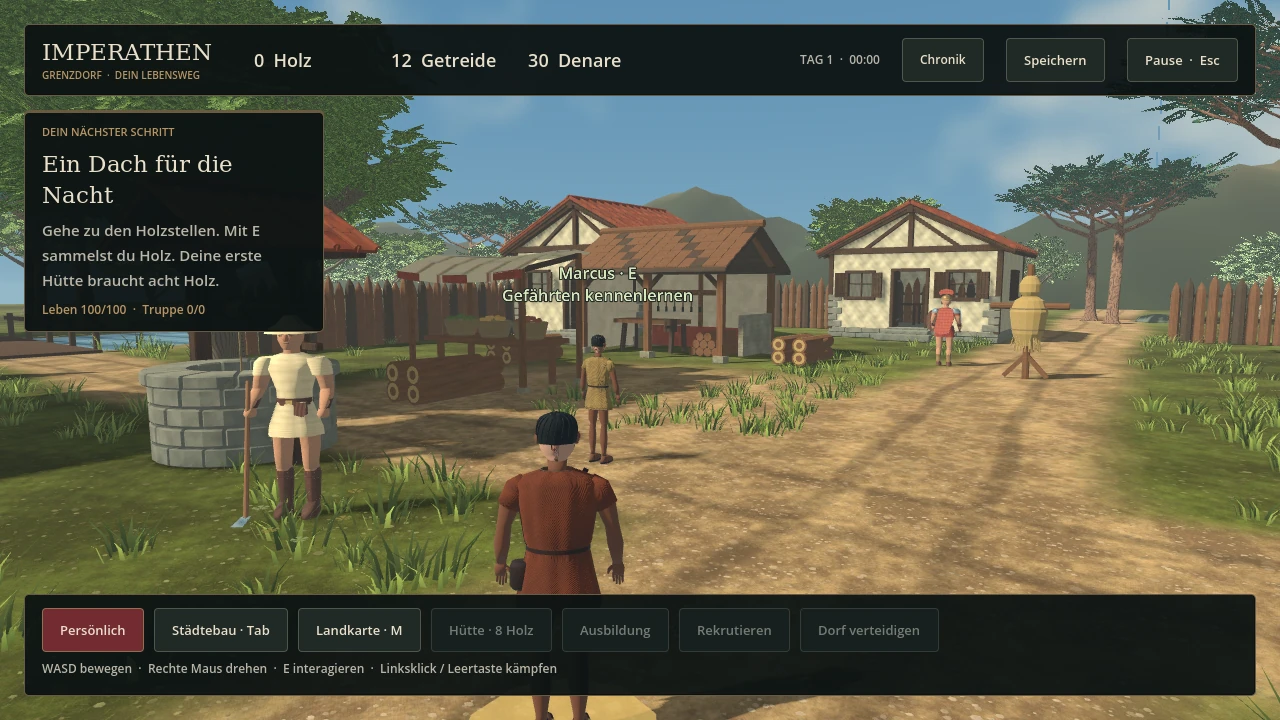 IMPERATHEN
GRENZDORF · DEIN LEBENSWEG
0 Holz
12 Getreide
30 Denare
TAG 1 · 00:00
Chronik
Speichern
Pause · Esc
DEIN NÄCHSTER SCHRITT
Ein Dach für die
Nacht
Gehe zu den Holzstellen. Mit E
sammelst du Holz. Deine erste
Hütte braucht acht Holz.
Leben 100/100 · Truppe 0/0
Marcus · E
Gefährten kennenlernen
Persönlich
Städtebau · Tab
Landkarte · M
Hütte · 8 Holz
Ausbildung
Rekrutieren
Dorf verteidigen
WASD bewegen · Rechte Maus drehen · E interagieren · Linksklick / Leertaste kämpfen